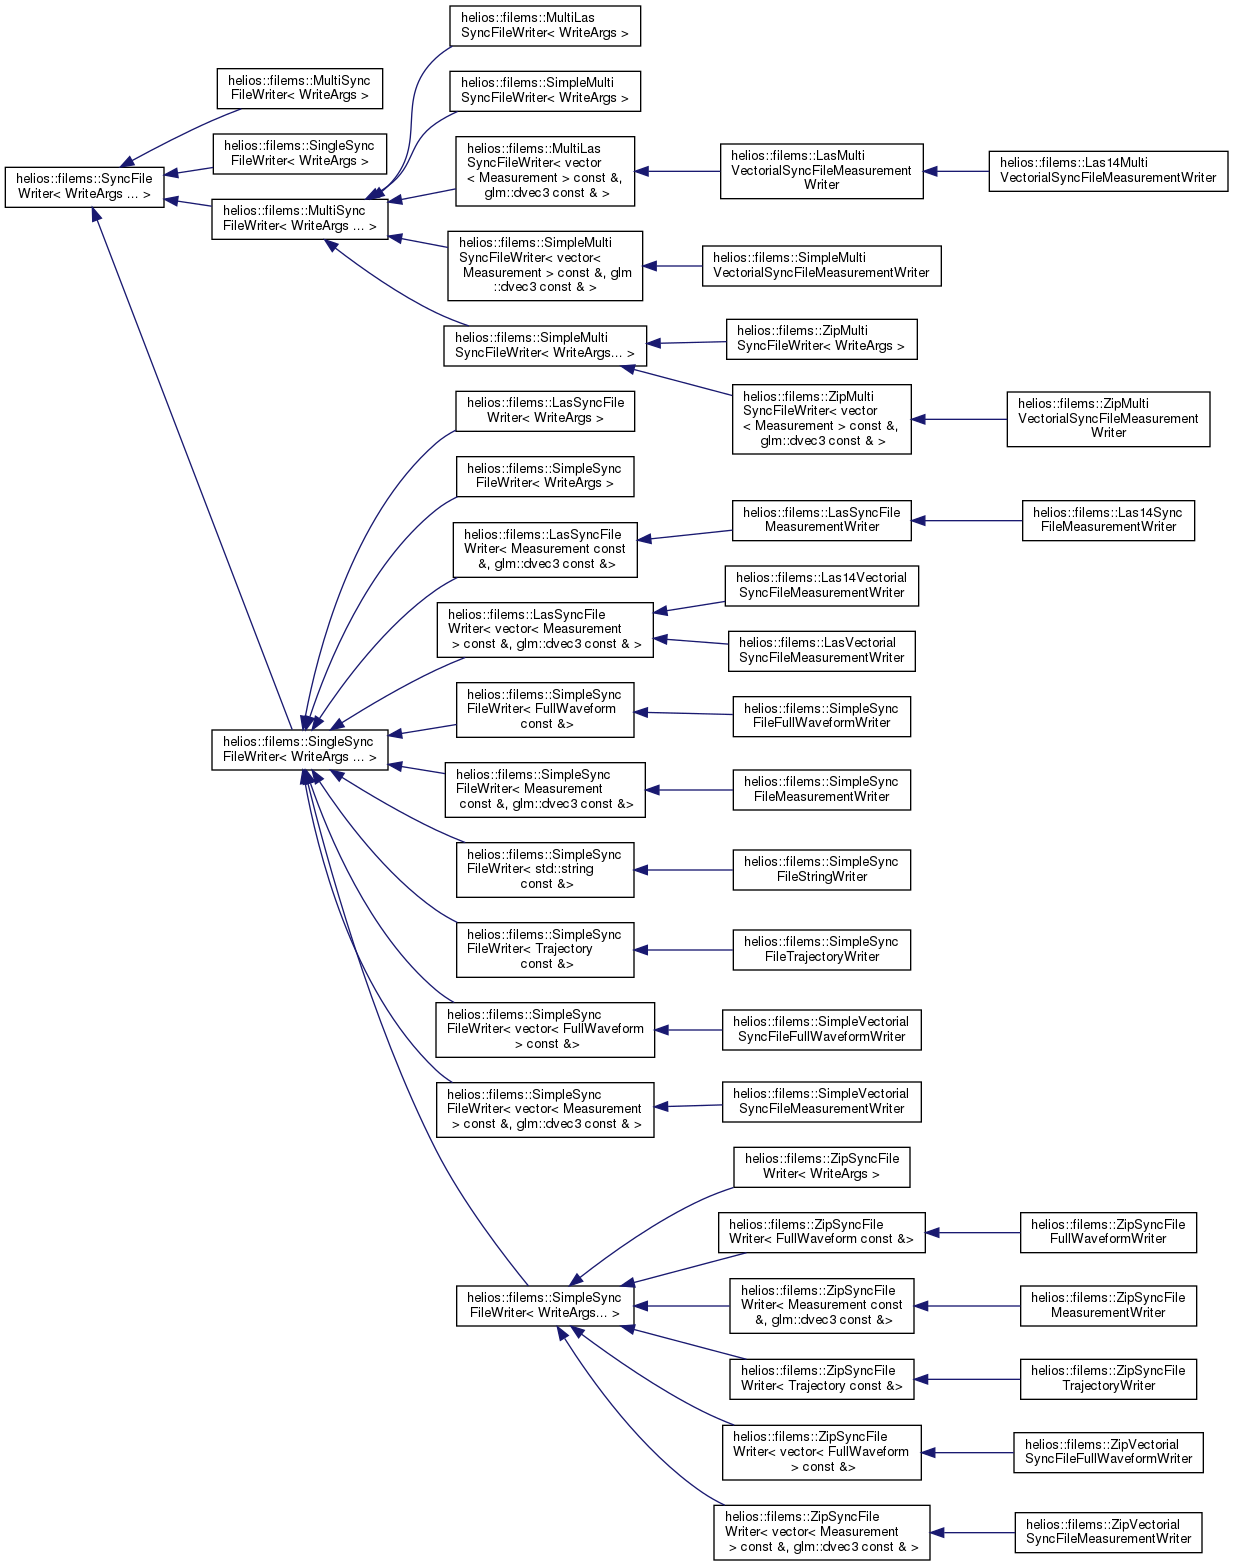 helios::filems::MultiLas
SyncFileWriter< WriteArgs >
helios::filems::MultiSync
FileWriter< WriteArgs >
helios::filems::SimpleMulti
SyncFileWriter< WriteArgs >
helios::filems::SingleSync
FileWriter< WriteArgs >
helios::filems::MultiLas
SyncFileWriter< vector
< Measurement > const &,
glm::dvec3 const & >
helios::filems::LasMulti
VectorialSyncFileMeasurement
Writer
helios::filems::Las14Multi
VectorialSyncFileMeasurementWriter
helios::filems::SyncFile
Writer< WriteArgs ... >
helios::filems::MultiSync
FileWriter< WriteArgs ... >
helios::filems::SimpleMulti
SyncFileWriter< vector<
Measurement > const &, glm
::dvec3 const & >
helios::filems::SimpleMulti
VectorialSyncFileMeasurementWriter
helios::filems::SimpleMulti
SyncFileWriter< WriteArgs... >
helios::filems::ZipMulti
SyncFileWriter< WriteArgs >
helios::filems::ZipMulti
SyncFileWriter< vector
< Measurement > const &,
glm::dvec3 const & >
helios::filems::ZipMulti
VectorialSyncFileMeasurement
Writer
helios::filems::LasSyncFile
Writer< WriteArgs >
helios::filems::SimpleSync
FileWriter< WriteArgs >
helios::filems::LasSyncFile
Writer< Measurement const
&, glm::dvec3 const &>
helios::filems::LasSyncFile
MeasurementWriter
helios::filems::Las14Sync
FileMeasurementWriter
helios::filems::LasSyncFile
Writer< vector< Measurement
> const &, glm::dvec3 const & >
helios::filems::Las14Vectorial
SyncFileMeasurementWriter
helios::filems::LasVectorial
SyncFileMeasurementWriter
helios::filems::SimpleSync
FileWriter< FullWaveform
const &>
helios::filems::SimpleSync
FileFullWaveformWriter
helios::filems::SingleSync
FileWriter< WriteArgs ... >
helios::filems::SimpleSync
FileWriter< Measurement
const &, glm::dvec3 const &>
helios::filems::SimpleSync
FileMeasurementWriter
helios::filems::SimpleSync
FileWriter< std::string
const &>
helios::filems::SimpleSync
FileStringWriter
helios::filems::SimpleSync
FileWriter< Trajectory
const &>
helios::filems::SimpleSync
FileTrajectoryWriter
helios::filems::SimpleSync
FileWriter< vector< FullWaveform
> const &>
helios::filems::SimpleVectorial
SyncFileFullWaveformWriter
helios::filems::SimpleSync
FileWriter< vector< Measurement
> const &, glm::dvec3 const & >
helios::filems::SimpleVectorial
SyncFileMeasurementWriter
helios::filems::ZipSyncFile
Writer< WriteArgs >
helios::filems::ZipSyncFile
Writer< FullWaveform const &>
helios::filems::ZipSyncFile
FullWaveformWriter
helios::filems::SimpleSync
FileWriter< WriteArgs... >
helios::filems::ZipSyncFile
Writer< Measurement const
&, glm::dvec3 const &>
helios::filems::ZipSyncFile
MeasurementWriter
helios::filems::ZipSyncFile
Writer< Trajectory const &>
helios::filems::ZipSyncFile
TrajectoryWriter
helios::filems::ZipSyncFile
Writer< vector< FullWaveform
> const &>
helios::filems::ZipVectorial
SyncFileFullWaveformWriter
helios::filems::ZipSyncFile
Writer< vector< Measurement
> const &, glm::dvec3 const & >
helios::filems::ZipVectorial
SyncFileMeasurementWriter